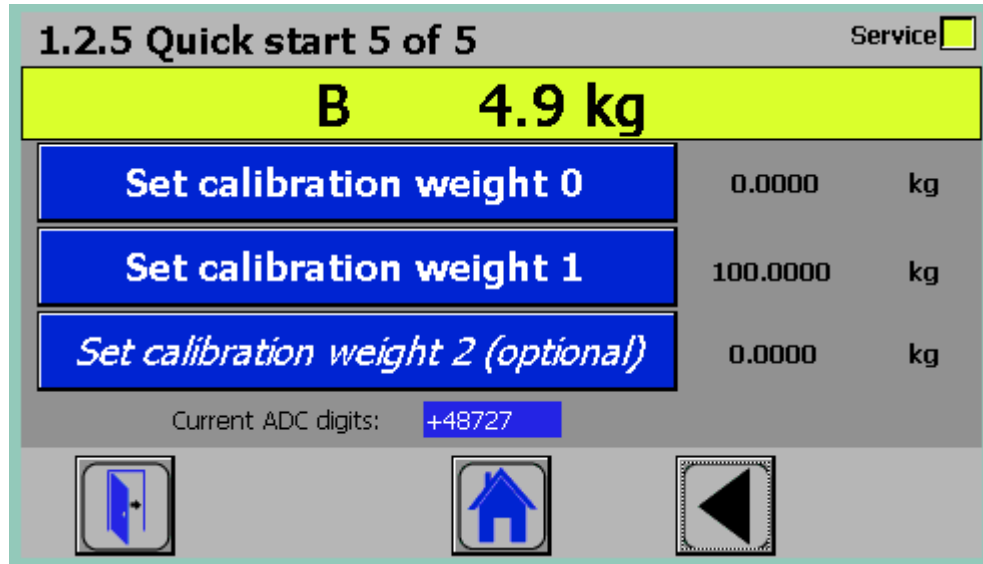 1.2.5 Quick start 5 of 5 Service
B 4.9 kg
Set calibration weight 0 0.0000 kg
Set calibration weight 1 100.0000 kg
Set calibration weight 2 (optional) 0.0000 kg
Current ADC digits: +48727